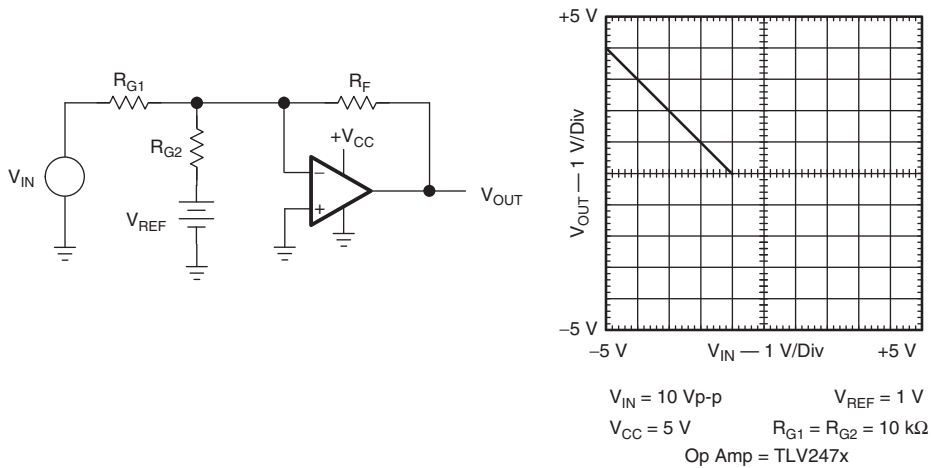 R_G1
R_F
R_G2
+V_CC
V_IN
−
+
V_REF
V_OUT
+5 V
V_OUT — 1 V/Div
−5 V
−5 V
V_IN — 1 V/Div
+5 V
V_IN = 10 Vp-p
V_REF = 1 V
V_CC = 5 V
R_G1 = R_G2 = 10 kΩ
Op Amp = TLV247x